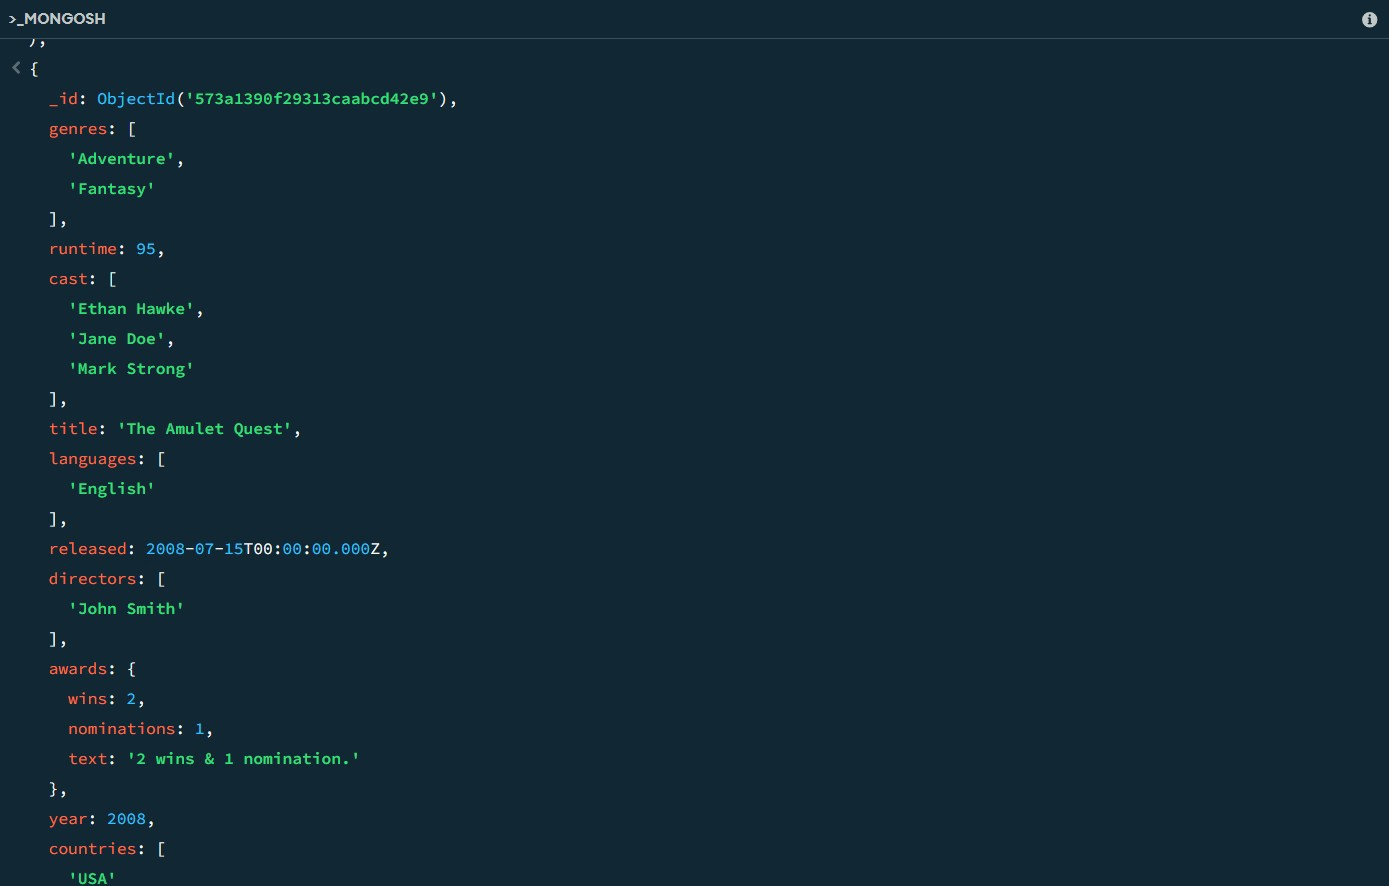 >_MONGOSH
),
{
_id: ObjectId('573a1390f29313caabcd42e9'),
genres: [
'Adventure',
'Fantasy'
],
runtime: 95,
cast: [
'Ethan Hawke',
'Jane Doe',
'Mark Strong'
],
title: 'The Amulet Quest',
languages: [
'English'
],
released: 2008-07-15T00:00:00.000Z,
directors: [
'John Smith'
],
awards: {
wins: 2,
nominations: 1,
text: '2 wins & 1 nomination.'
},
year: 2008,
countries: [
'USA'